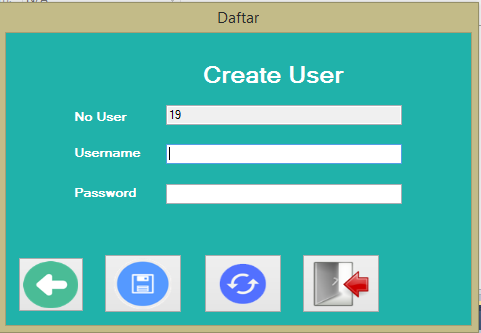 Daftar
Create User
No User
19
Username
Password